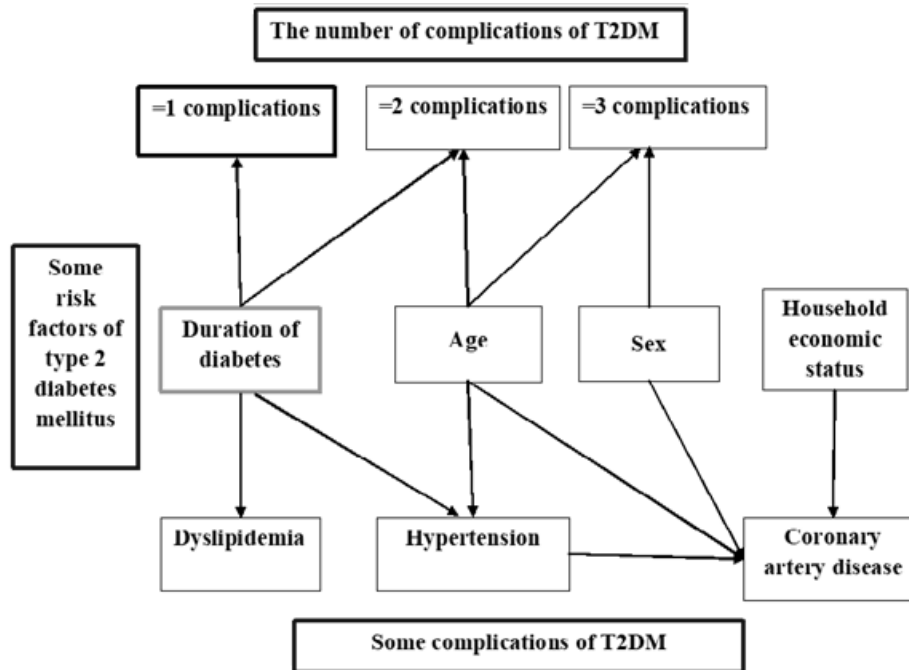 The number of complications of T2DM
=1 complications
=2 complications
=3 complications
Some
risk
factors of
type 2
diabetes
mellitus
Duration of
diabetes
Age
Sex
Household
economic
status
Dyslipidemia
Hypertension
Coronary
artery disease
Some complications of T2DM